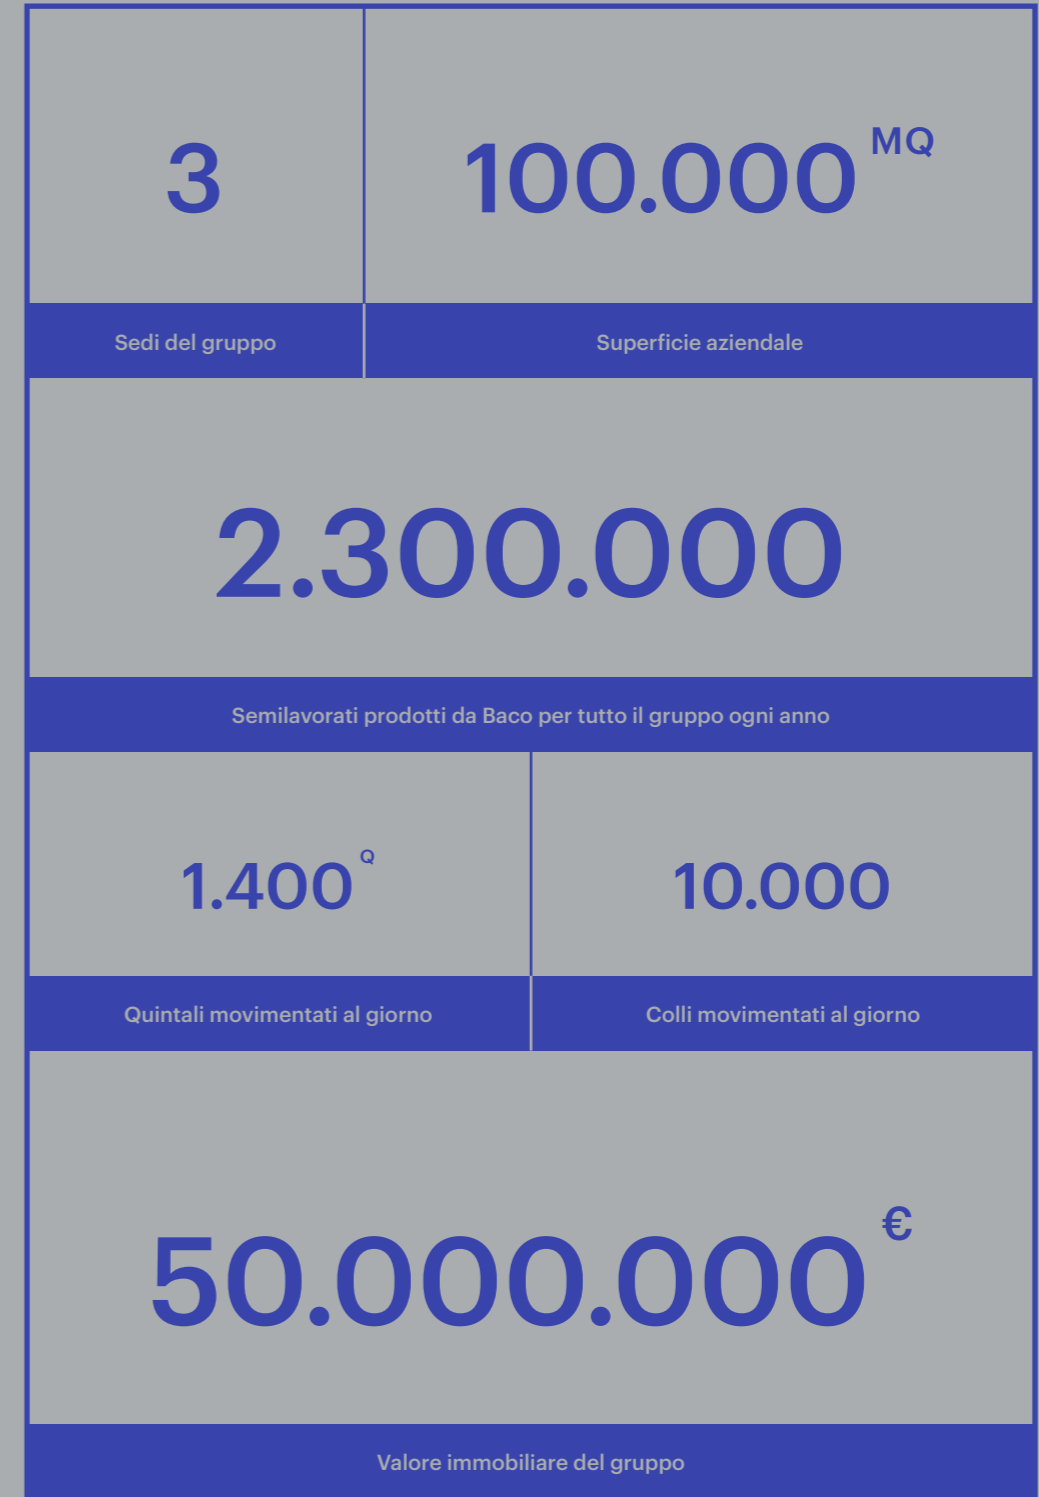 3
100.000 MQ
Sedi del gruppo
Superficie aziendale
2.300.000
Semilavorati prodotti da Baco per tutto il gruppo ogni anno
1.400 Q
10.000
Quintali movimentati al giorno
Colli movimentati al giorno
50.000.000 €
Valore immobiliare del gruppo